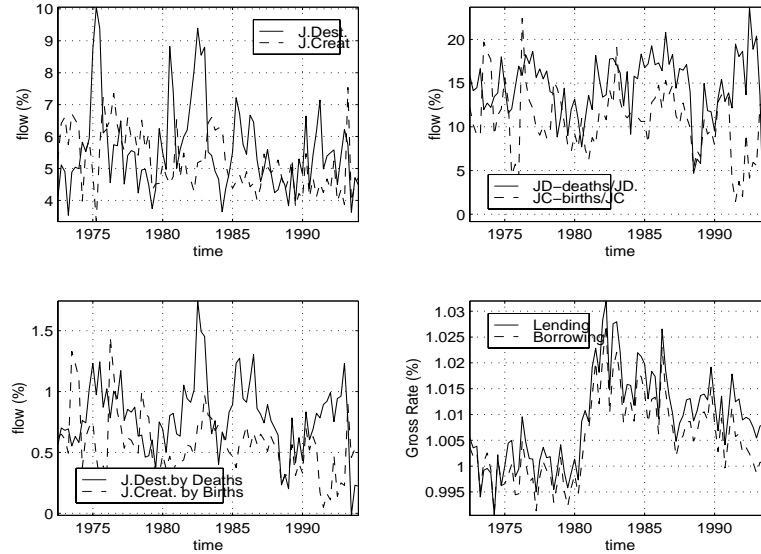 10
9
8
7
6
5
4
flow (%)
1975 1980 1985 1990
time
J.Dest.
J.Creat
20
15
10
5
0
flow (%)
1975 1980 1985 1990
time
JD-deaths/JD.
JC-births/JC
1.5
1
0.5
0
flow (%)
1975 1980 1985 1990
time
J.Dest.by Deaths
J.Creat. by Births
1.03
1.025
1.02
1.015
1.01
1.005
1
0.995
Gross Rate (%)
1975 1980 1985 1990
time
Lending
Borrowing